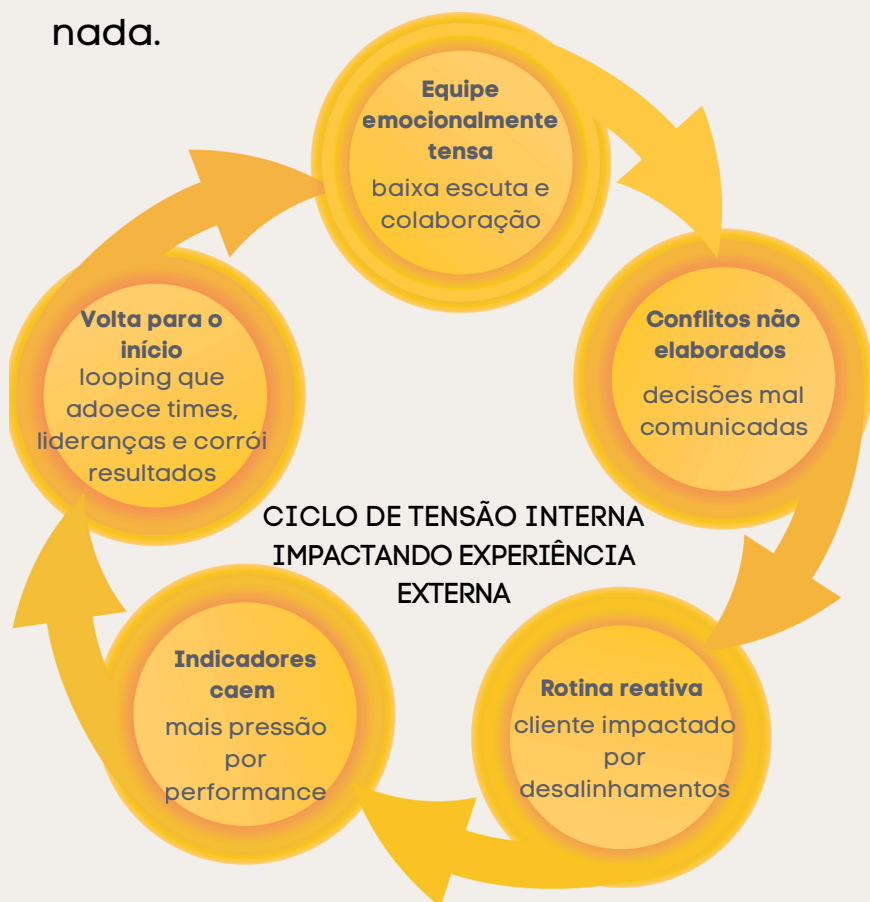 nada.
Equipe
emocionalmente
tensa
baixa escuta e
colaboração
Conflitos não
elaborados
decisões mal
comunicadas
Rotina reativa
cliente impactado
por
desalinhamentos
Indicadores
caem
mais pressão
por
performance
Volta para o
início
looping que
adoece times,
lideranças e corrói
resultados
CICLO DE TENSÃO INTERNA
IMPACTANDO EXPERIÊNCIA
EXTERNA